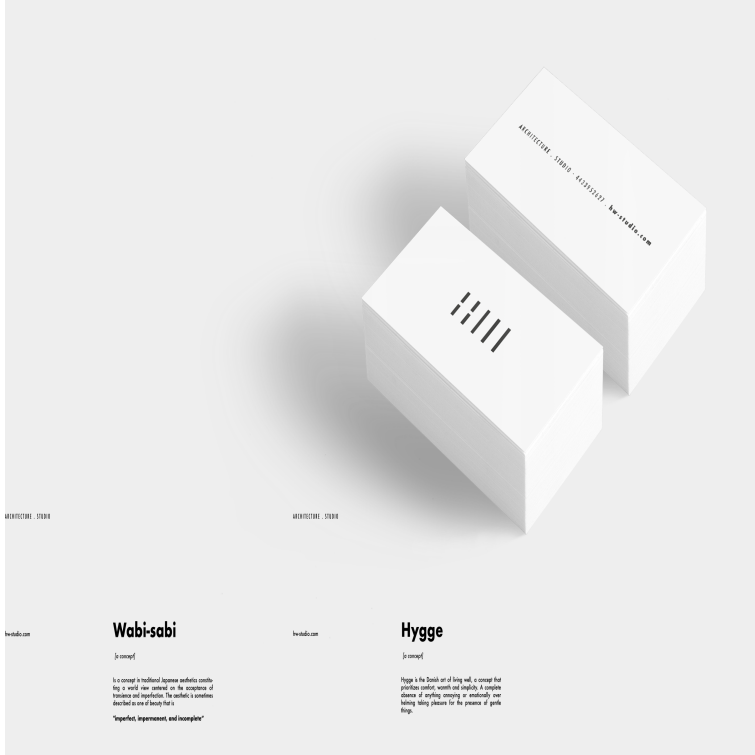 ARCHITECTURE . STUDIO . 4423952627 . hw-studio.com
ARCHITECTURE . STUDIO
ARCHITECTURE . STUDIO
hw-studio.com
Wabi-sabi
[a concept]
Is a concept in traditional Japanese aesthetics constitu-
ting a world view centered on the acceptance of
transience and imperfection. The aesthetic is sometimes
described as one of beauty that is
"imperfect, impermanent, and incomplete"
hw-studio.com
Hygge
[a concept]
Hygge is the Danish art of living well, a concept that
prioritizes comfort, warmth and simplicity. A complete
absence of anything annoying or emotionally over
helming taking pleasure for the presence of gentle
things.